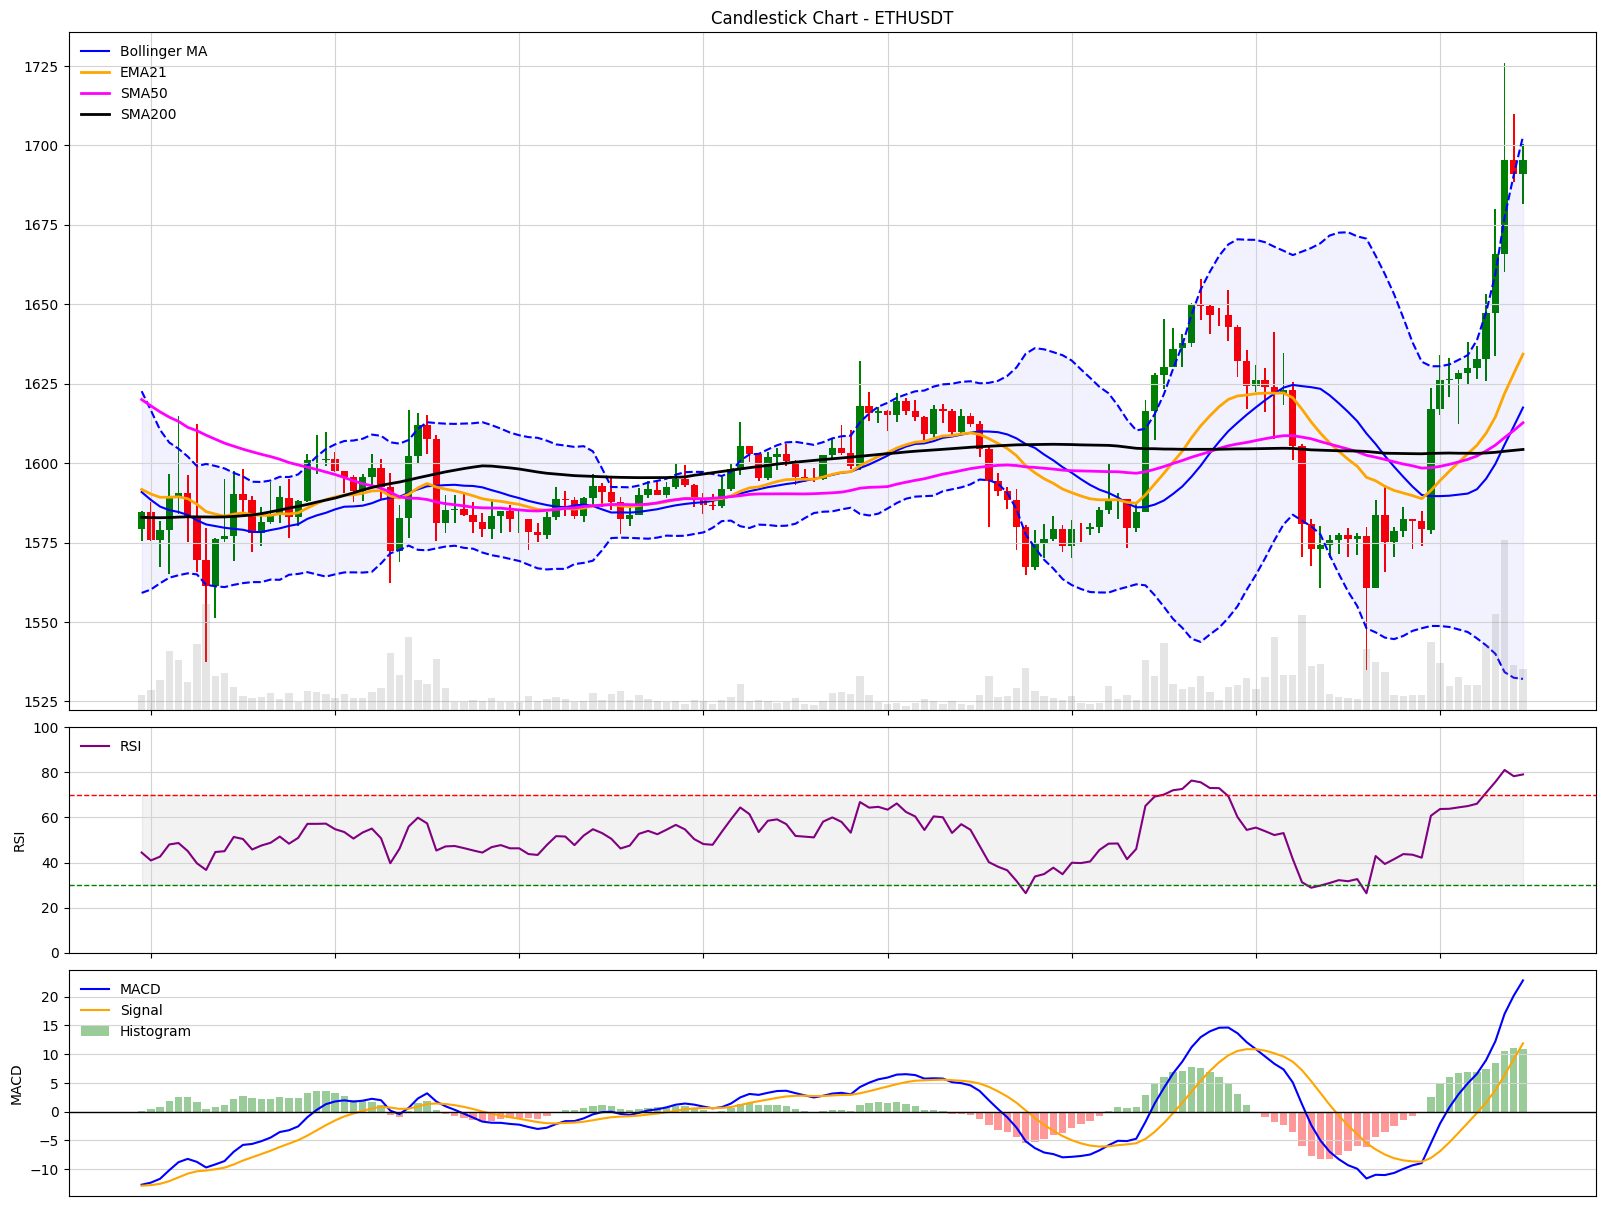 Candlestick Chart - ETHUSDT
Bollinger MA
EMA21
SMA50
SMA200
1725
1700
1675
1650
1625
1600
1575
1550
1525
RSI
100
80
60
40
20
0
RSI
MACD
Signal
Histogram
20
15
10
5
0
−5
−10
MACD